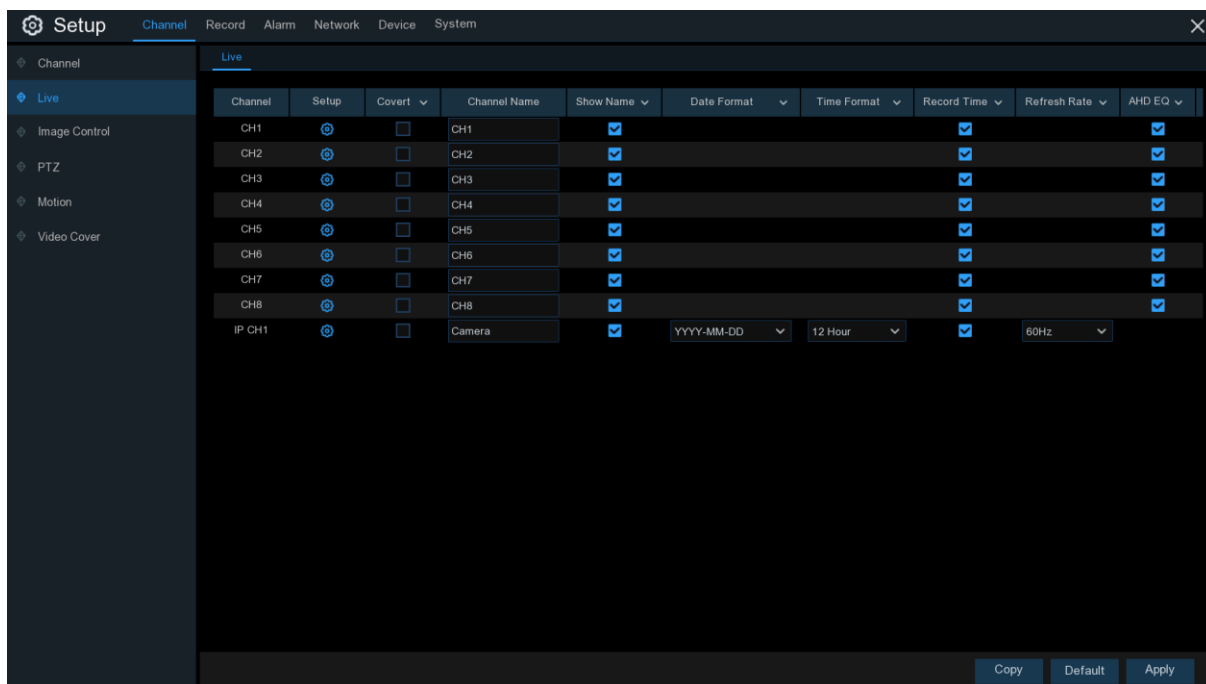 Setup Channel Record Alarm Network Device System
Channel
Live
Image Control
PTZ
Motion
Video Cover
Live
Channel Setup Covert Channel Name Show Name Date Format Time Format Record Time Refresh Rate AHD EQ
CH1 CH1
CH2 CH2
CH3 CH3
CH4 CH4
CH5 CH5
CH6 CH6
CH7 CH7
CH8 CH8
IP CH1 Camera YYYY-MM-DD 12 Hour 60Hz
Copy Default Apply